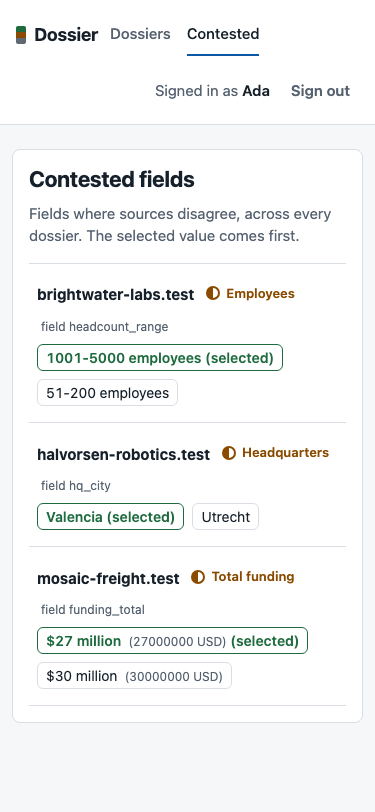 Dossier Dossiers Contested
Signed in as Ada Sign out
Contested fields
Fields where sources disagree, across every
dossier. The selected value comes first.
brightwater-labs.test Employees
field headcount_range
1001-5000 employees (selected)
51-200 employees
halvorsen-robotics.test Headquarters
field hq_city
Valencia (selected) Utrecht
mosaic-freight.test Total funding
field funding_total
$27 million (27000000 USD) (selected)
$30 million (30000000 USD)